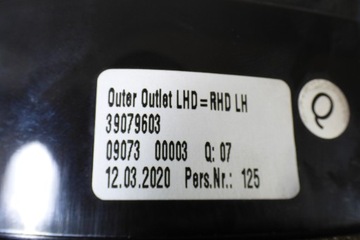 Outer Outlet LHD=RHD LH
39079603
09073 00003 Q: 07
12.03.2020 Pers.Nr.: 125
Q